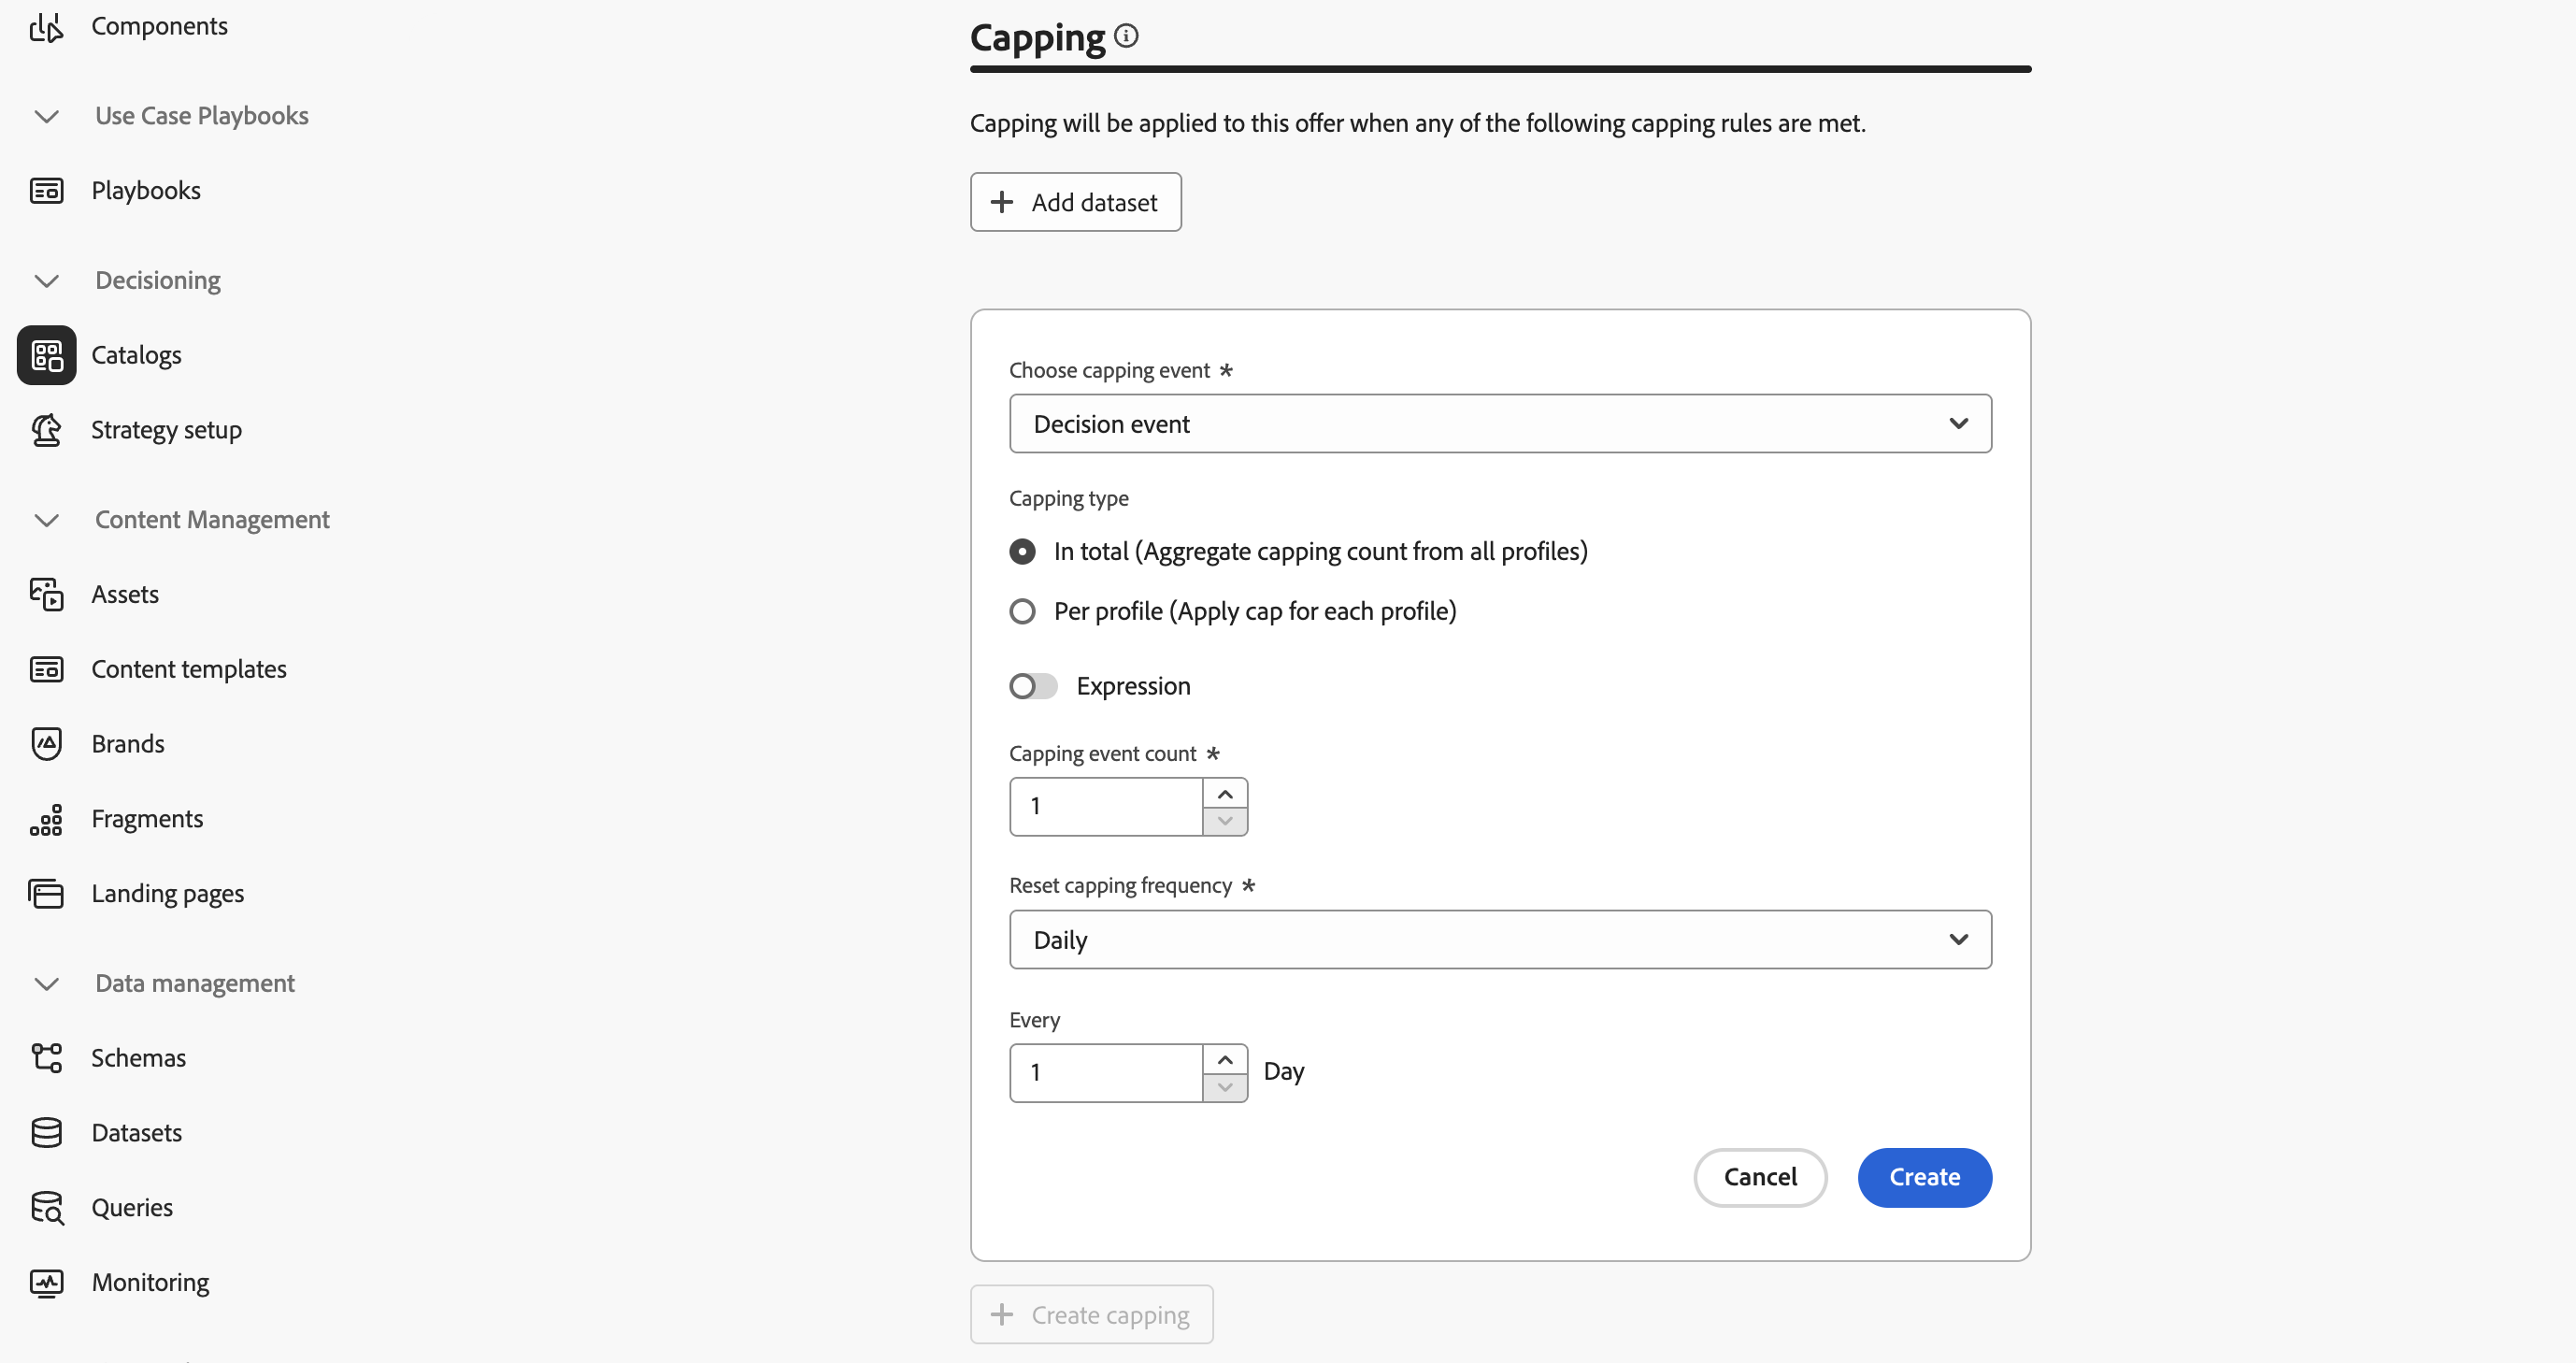 Components
Use Case Playbooks
Playbooks
Decisioning
Catalogs
Strategy setup
Content Management
Assets
Content templates
Brands
Fragments
Landing pages
Data management
Schemas
Datasets
Queries
Monitoring
Capping
Capping will be applied to this offer when any of the following capping rules are met.
Add dataset
Choose capping event *
Decision event
Capping type
In total (Aggregate capping count from all profiles)
Per profile (Apply cap for each profile)
Expression
Capping event count *
1
Reset capping frequency *
Daily
Every
1 Day
Cancel Create
Create capping